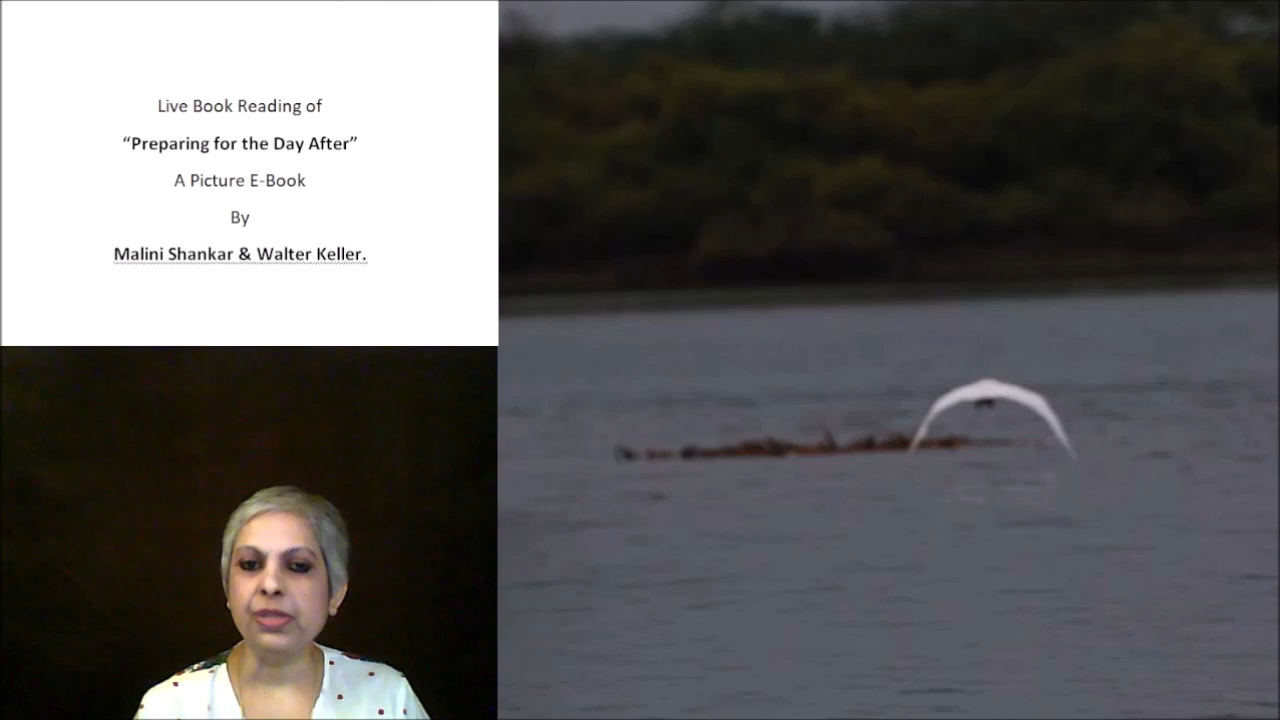 Live Book Reading of
“Preparing for the Day After”
A Picture E-Book
By
Malini Shankar & Walter Keller.